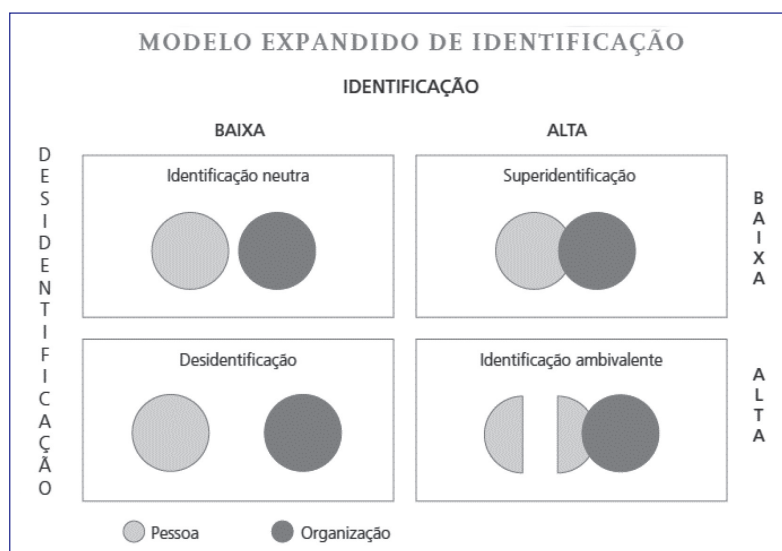 MODELO EXPANDIDO DE IDENTIFICAÇÃO
IDENTIFICAÇÃO
BAIXA
ALTA
DESIDENTIFICAÇÃO
Identificação neutra
Superidentificação
BAIXA
Desidentificação
Identificação ambivalente
ALTA
Pessoa
Organização